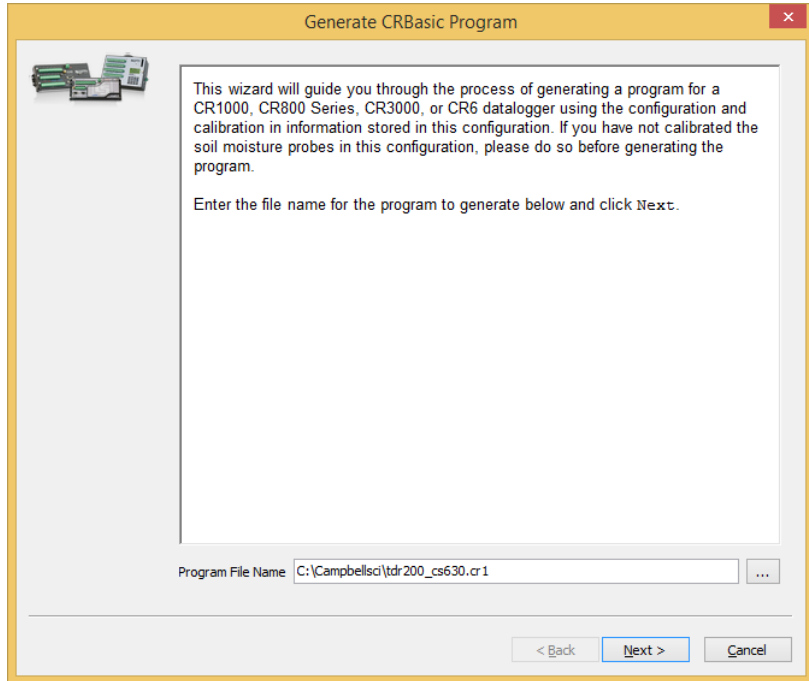 Generate CRBasic Program
This wizard will guide you through the process of generating a program for a
CR1000, CR800 Series, CR3000, or CR6 datalogger using the configuration and
calibration in information stored in this configuration. If you have not calibrated the
soil moisture probes in this configuration, please do so before generating the
program.
Enter the file name for the program to generate below and click Next.
Program File Name C:\Campbellsci\tdr200_cs630.cr1 ...
< Back Next > Cancel